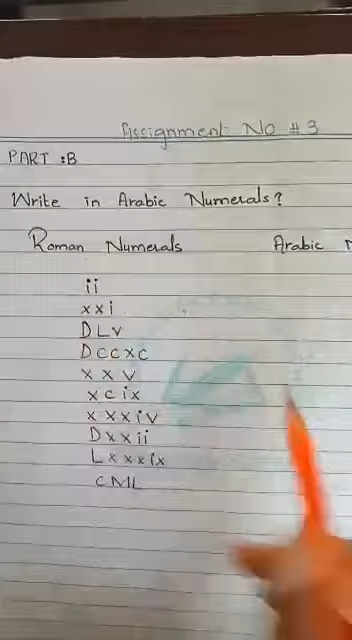 Assignment No # 3
PART :B
Write in Arabic Numerals?
Roman Numerals Arabic
ii
xxi
DLV
DCCXC
XXV
xcix
xxxiv
Dxxii
Lxxxix
CML